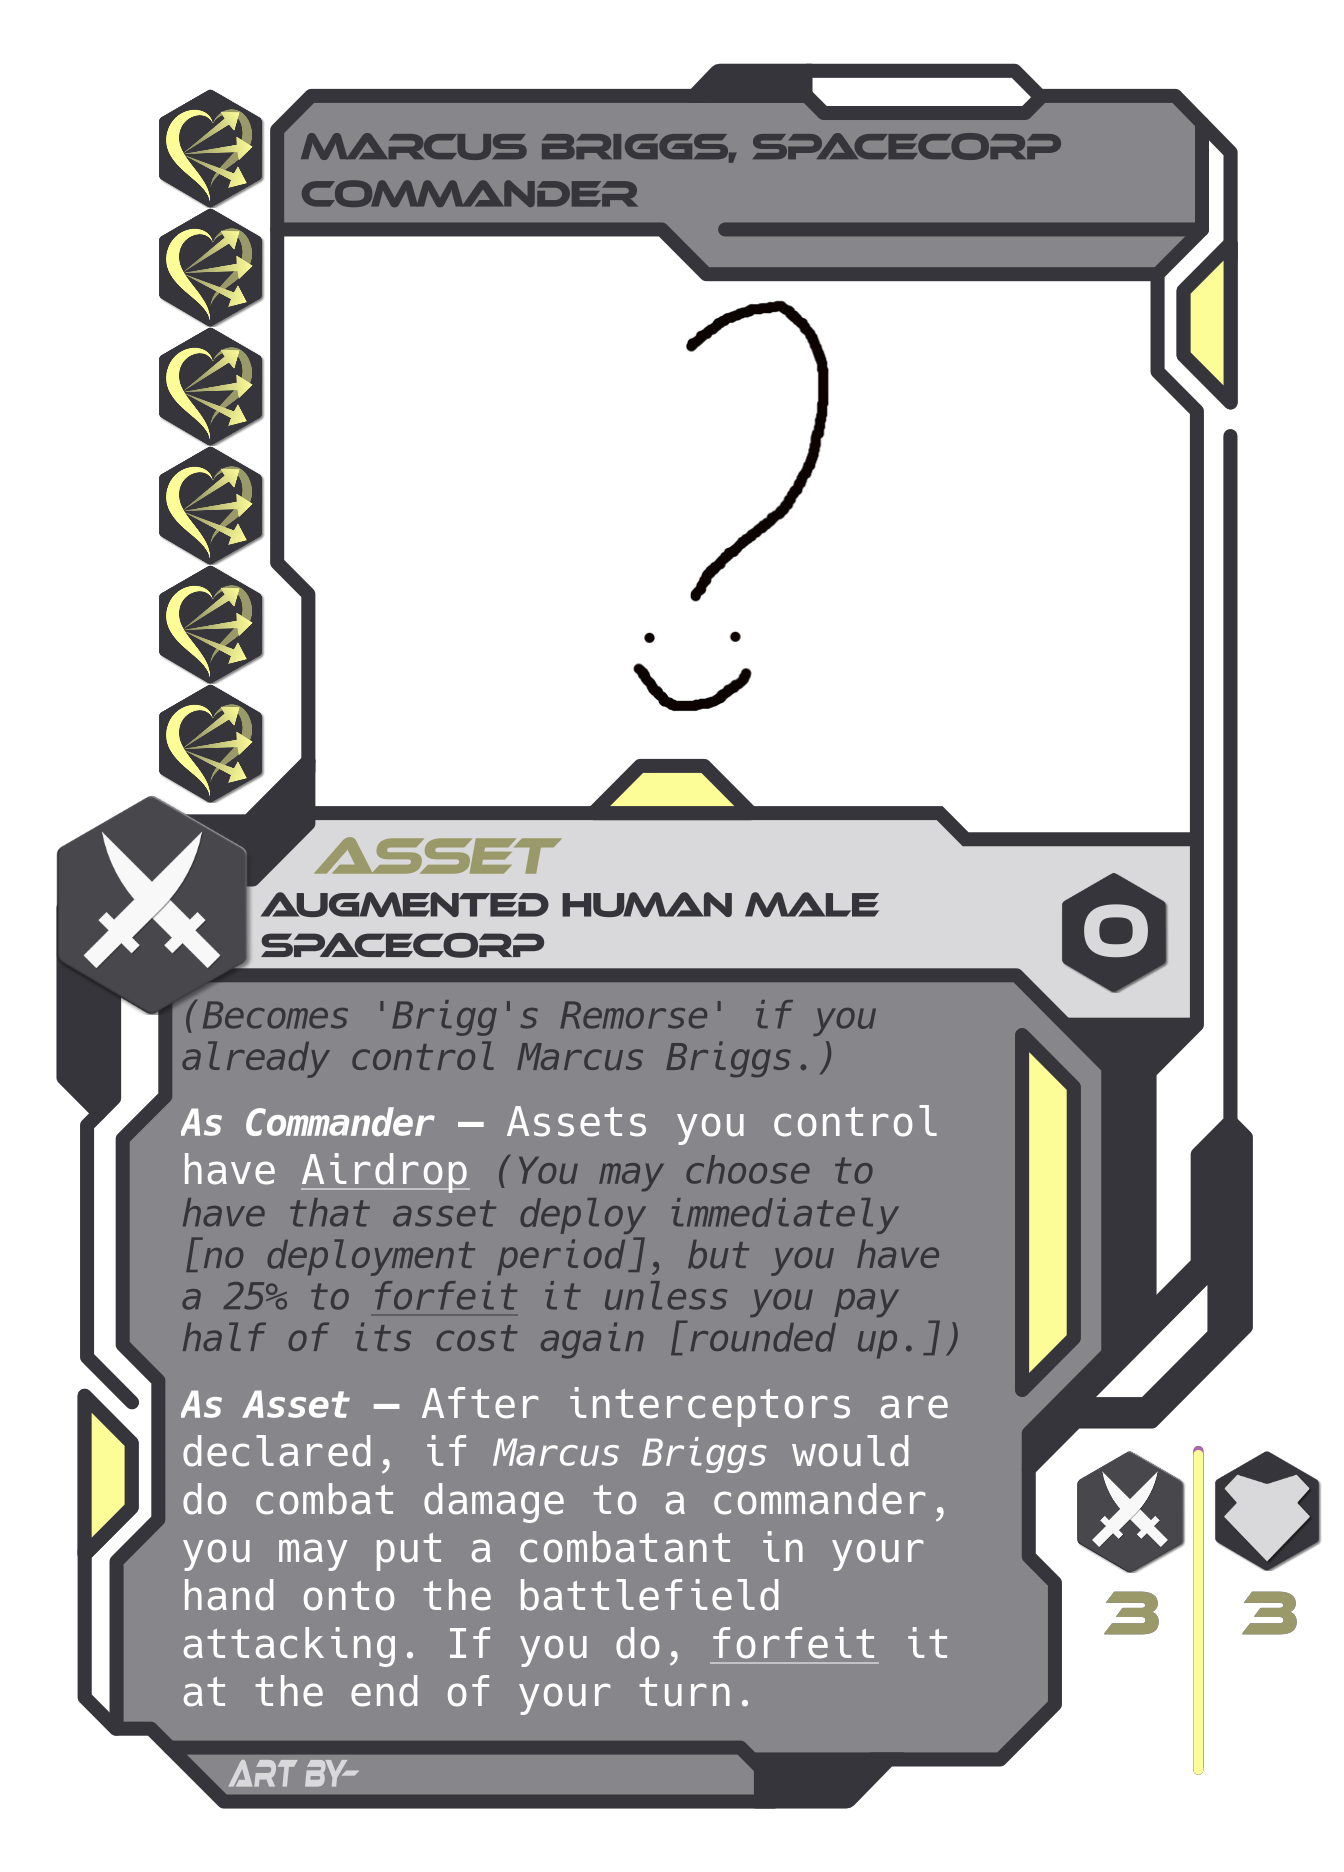 MARCUS BRIGGS, SPACECORP
COMMANDER
ASSET
AUGMENTED HUMAN MALE
SPACECORP
0
(Becomes 'Brigg's Remorse' if you
already control Marcus Briggs.)
As Commander — Assets you control
have Airdrop (You may choose to
have that asset deploy immediately
[no deployment period], but you have
a 25% to forfeit it unless you pay
half of its cost again [rounded up.])
As Asset — After interceptors are
declared, if Marcus Briggs would
do combat damage to a commander,
you may put a combatant in your
hand onto the battlefield
attacking. If you do, forfeit it
at the end of your turn.
3 3
ART BY-